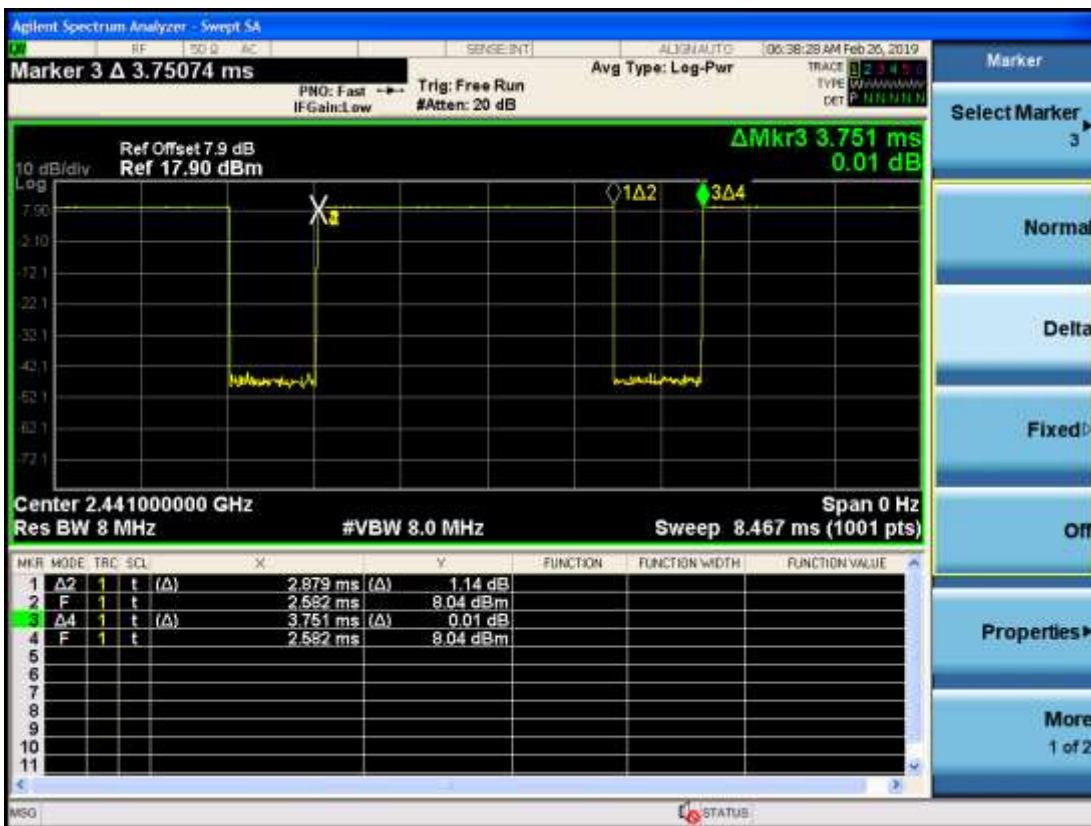 Agilent Spectrum Analyzer - Swept SA
RF 50 Ω AC SENSE:INT ALIGNAUTO 06:38:28 AM Feb 26, 2019
Marker 3 Δ 3.75074 ms
PNO: Fast
IFGain:Low
Trig: Free Run
#Atten: 20 dB
Avg Type: Log-Pwr
TRACE 1 2 3 4 5 6
TYPE
DET P N N N N N
ΔMkr3 3.751 ms
0.01 dB
Ref Offset 7.9 dB
10 dB/div Ref 17.90 dBm
Log
7.90
-2.10
-12.1
-22.1
-32.1
-42.1
-52.1
-62.1
-72.1
1Δ2
3Δ4
Center 2.441000000 GHz Span 0 Hz
Res BW 8 MHz #VBW 8.0 MHz Sweep 8.467 ms (1001 pts)
MKR MODE TRC SCL X Y FUNCTION FUNCTION WIDTH FUNCTION VALUE
1 Δ2 1 t (Δ) 2.879 ms (Δ) 1.14 dB
2 F 1 t 2.582 ms 8.04 dBm
3 Δ4 1 t (Δ) 3.751 ms (Δ) 0.01 dB
4 F 1 t 2.582 ms 8.04 dBm
5
6
7
8
9
10
11
MSG STATUS
Marker
Select Marker
3
Normal
Delta
Fixed
Off
Properties
More
1 of 2